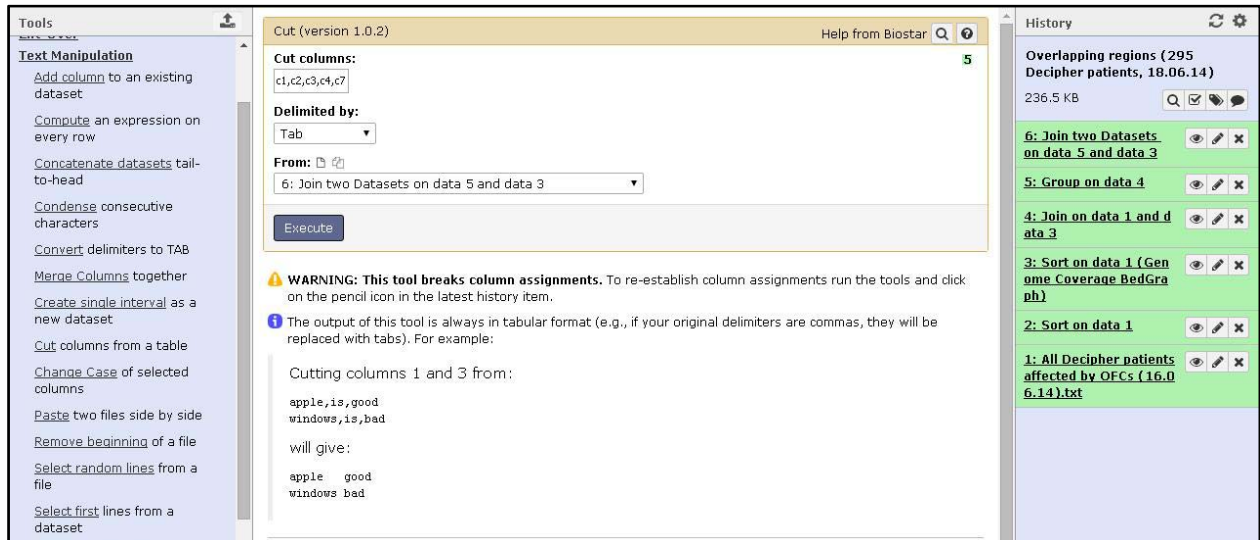 Tools
Lift-Over
Text Manipulation
Add column to an existing
dataset
Compute an expression on
every row
Concatenate datasets tail-
to-head
Condense consecutive
characters
Convert delimiters to TAB
Merge Columns together
Create single interval as a
new dataset
Cut columns from a table
Change Case of selected
columns
Paste two files side by side
Remove beginning of a file
Select random lines from a
file
Select first lines from a
dataset
Cut (version 1.0.2)
Help from Biostar
Cut columns:
5
c1,c2,c3,c4,c7
Delimited by:
Tab
From:
6: Join two Datasets on data 5 and data 3
Execute
WARNING: This tool breaks column assignments. To re-establish column assignments run the tools and click
on the pencil icon in the latest history item.
The output of this tool is always in tabular format (e.g., if your original delimiters are commas, they will be
replaced with tabs). For example:
Cutting columns 1 and 3 from:
apple,is,good
windows,is,bad
will give:
apple good
windows bad
History
Overlapping regions (295
Decipher patients, 18.06.14)
236.5 KB
6: Join two Datasets
on data 5 and data 3
5: Group on data 4
4: Join on data 1 and d
ata 3
3: Sort on data 1 (Gen
ome Coverage BedGra
ph)
2: Sort on data 1
1: All Decipher patients
affected by OFCs (16.0
6.14).txt